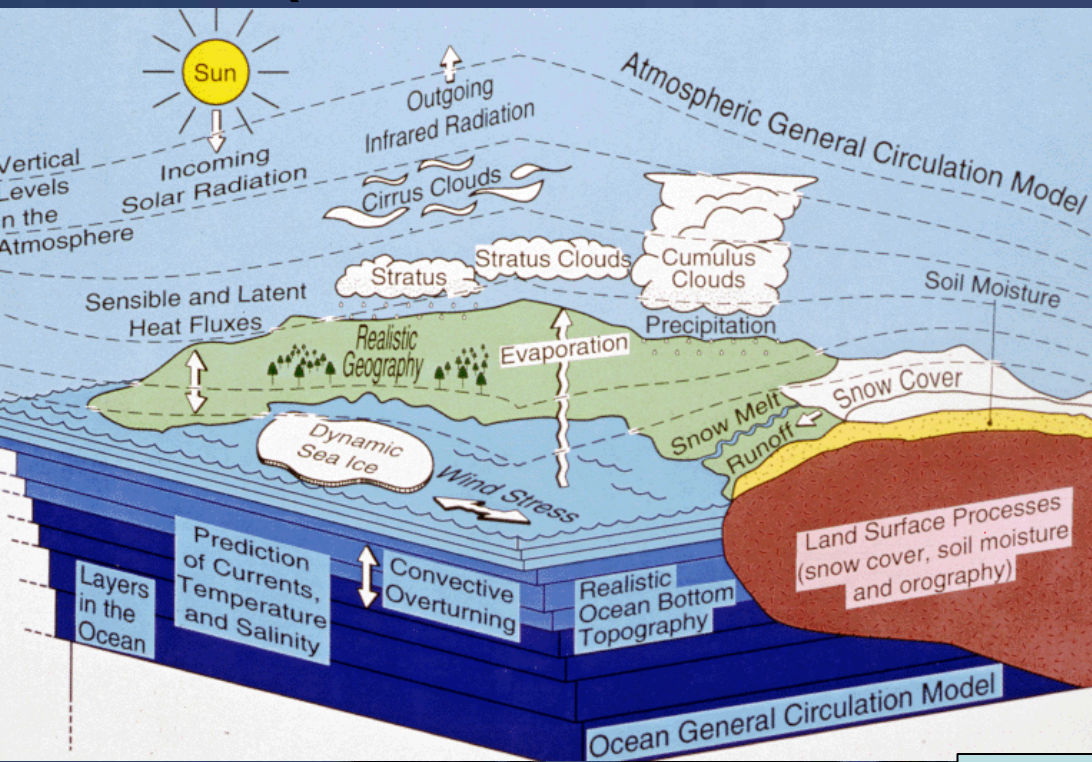 Sun
Outgoing
Infrared Radiation
Atmospheric General Circulation Model
Vertical
Levels
in the
Atmosphere
Incoming
Solar Radiation
Cirrus Clouds
Stratus
Stratus Clouds
Cumulus
Clouds
Soil Moisture
Sensible and Latent
Heat Fluxes
Precipitation
Realistic
Geography
Evaporation
Snow Cover
Snow Melt
Runoff
Dynamic
Sea Ice
Wind Stress
Land Surface Processes
(snow cover, soil moisture
and orography)
Prediction
of Currents,
Temperature
and Salinity
Convective
Overturning
Realistic
Ocean Bottom
Topography
Layers
in the
Ocean
Ocean General Circulation Model